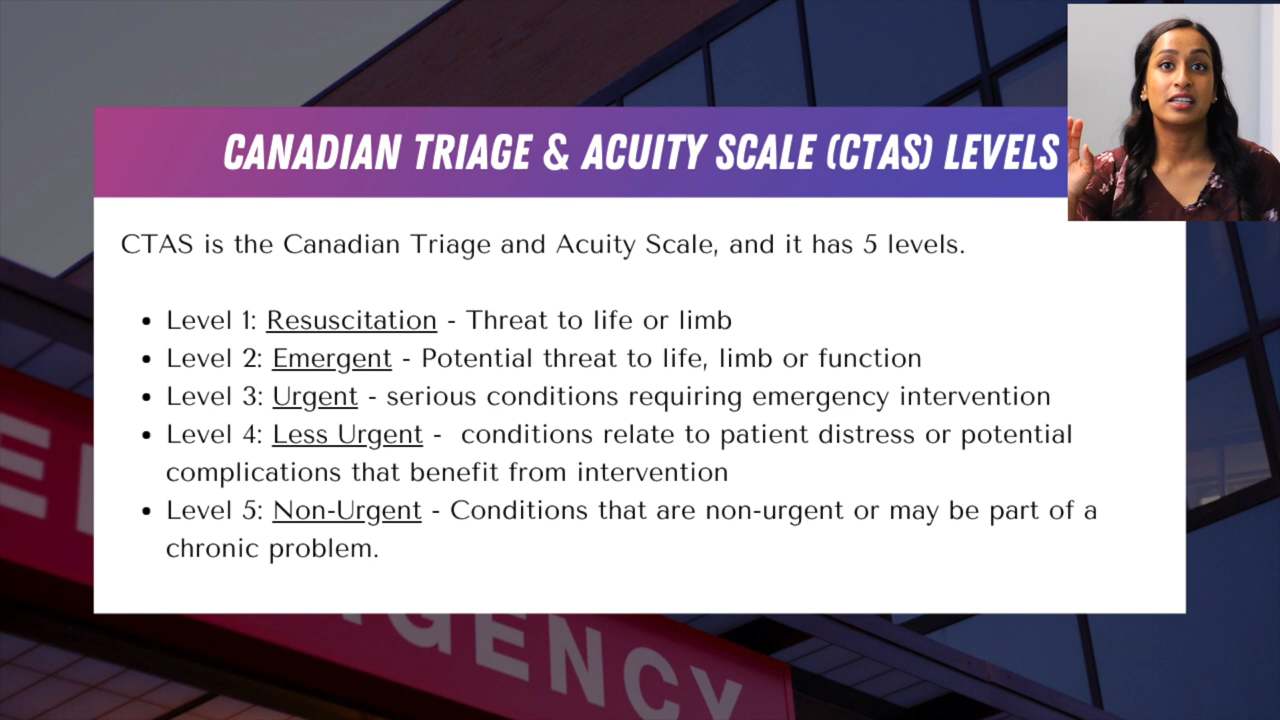 CANADIAN TRIAGE & ACUITY SCALE (CTAS) LEVELS
CTAS is the Canadian Triage and Acuity Scale, and it has 5 levels.
• Level 1: Resuscitation - Threat to life or limb
• Level 2: Emergent - Potential threat to life, limb or function
• Level 3: Urgent - serious conditions requiring emergency intervention
• Level 4: Less Urgent -  conditions relate to patient distress or potential
complications that benefit from intervention
• Level 5: Non-Urgent - Conditions that are non-urgent or may be part of a
chronic problem.